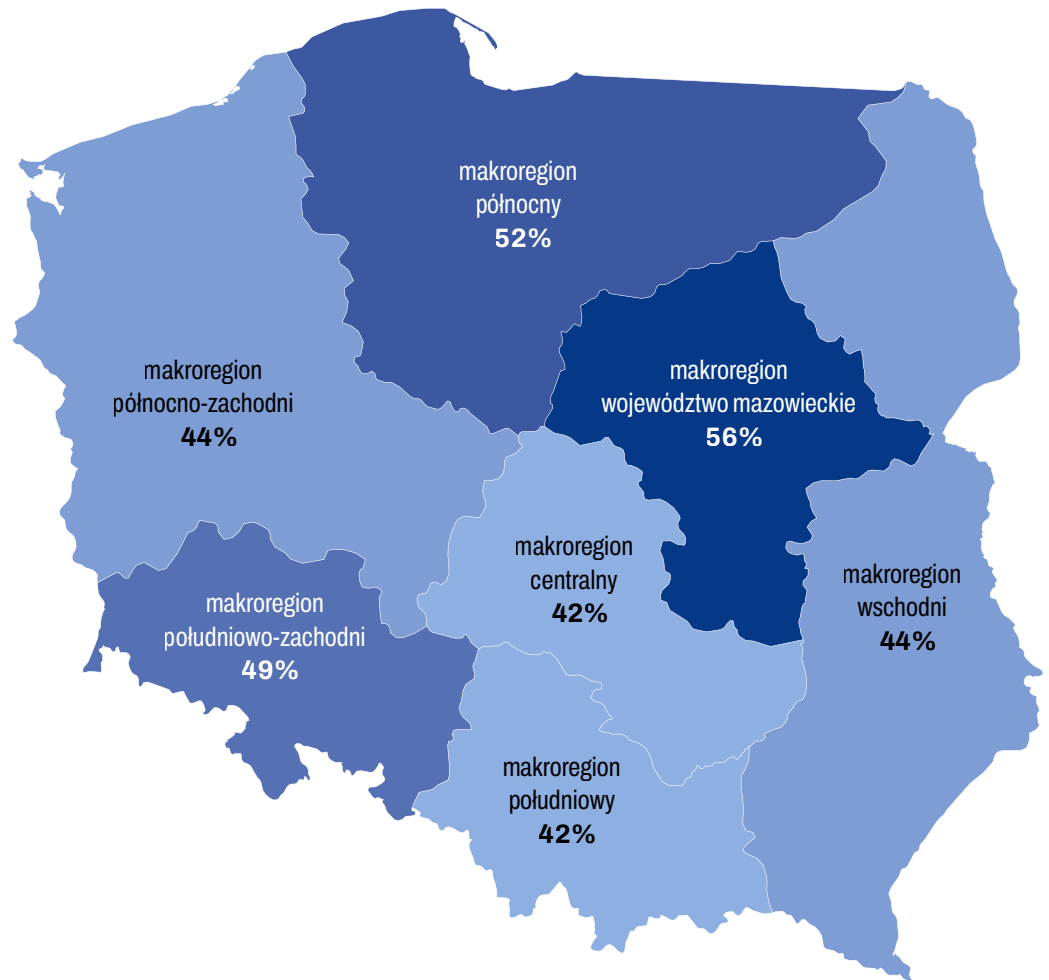 makroregion
północny
52%
makroregion
północno-zachodni
44%
makroregion
województwo mazowieckie
56%
makroregion
centralny
42%
makroregion
wschodni
44%
makroregion
południowo-zachodni
49%
makroregion
południowy
42%